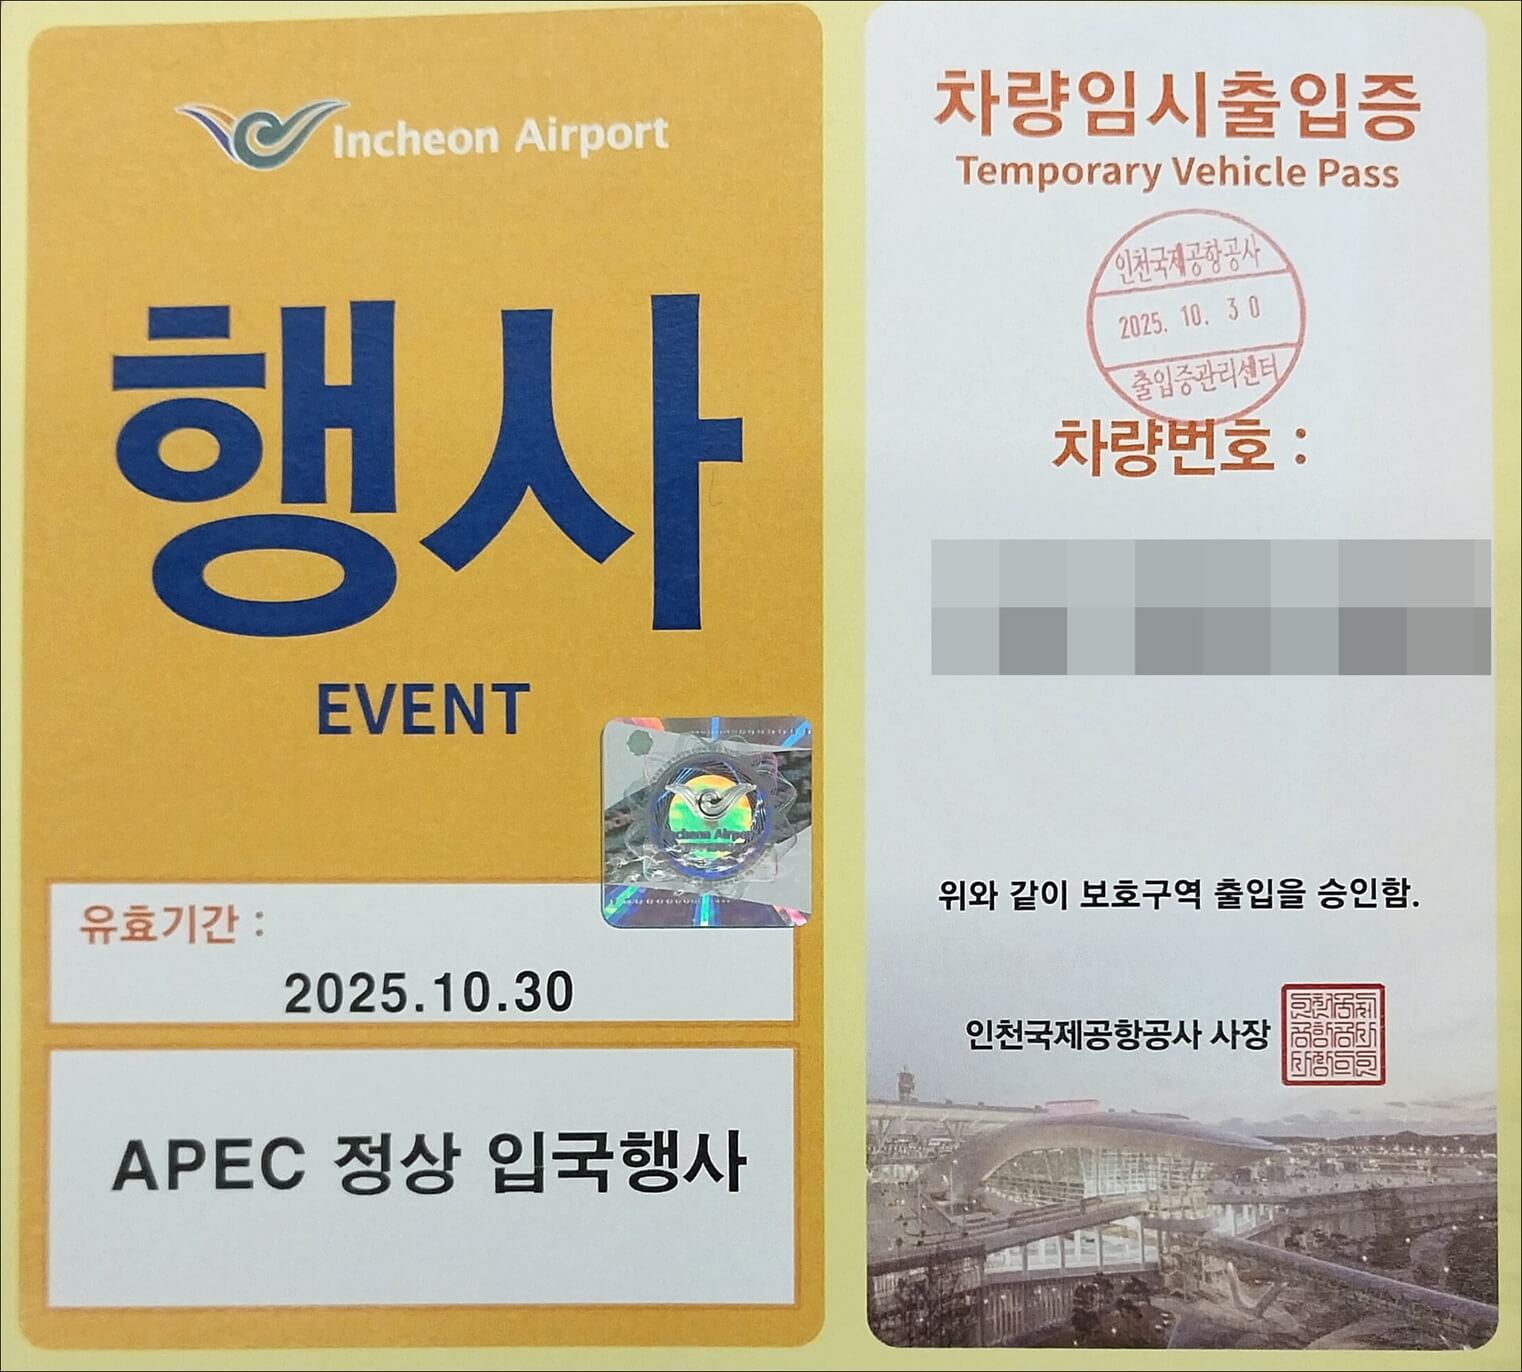 Incheon Airport
행사
EVENT
Incheon Airport
유효기간 :
2025.10.30
APEC 정상 입국행사
차량임시출입증
Temporary Vehicle Pass
인천국제공항공사
2025. 10. 30
출입증관리센터
차량번호 :
위와 같이 보호구역 출입을 승인함.
인천국제공항공사 사장